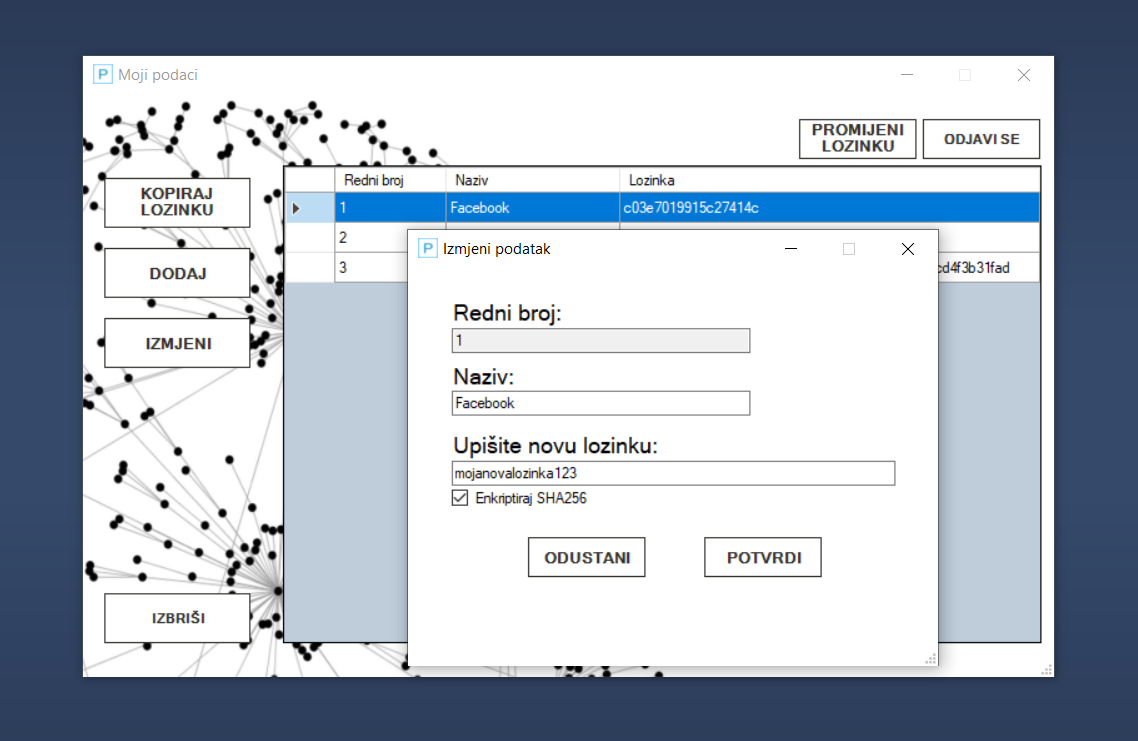 P Moji podaci
PROMIJENI
LOZINKU
ODJAVI SE
KOPIRAJ
LOZINKU
DODAJ
IZMJENI
IZBRIŠI
Redni broj Naziv Lozinka
1 Facebook c03e7019915c27414c
2
3 cd4f3b31fad
P Izmjeni podatak
Redni broj:
1
Naziv:
Facebook
Upišite novu lozinku:
mojanovalozinka123
Enkriptiraj SHA256
ODUSTANI POTVRDI